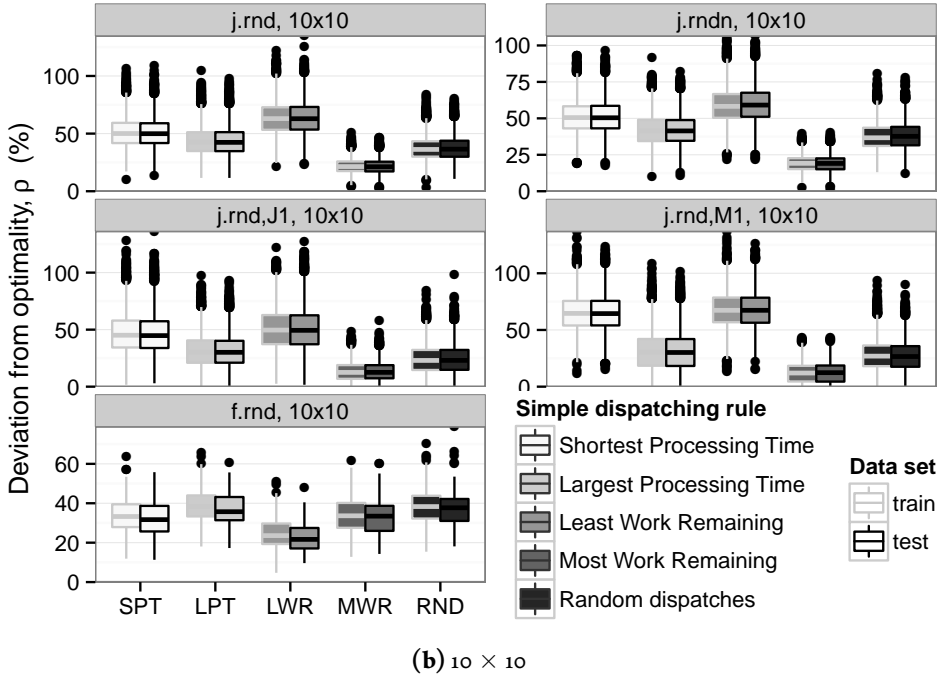 j.rnd, 10x10
j.rndn, 10x10
100
50
0
100
75
50
25
0
j.rnd,J1, 10x10
j.rnd,M1, 10x10
100
50
0
100
50
0
f.rnd, 10x10
60
40
20
0
SPT LPT LWR MWR RND
Deviation from optimality, ρ (%)
Simple dispatching rule
Shortest Processing Time
Largest Processing Time
Least Work Remaining
Most Work Remaining
Random dispatches
Data set
train
test
(b) 10 × 10